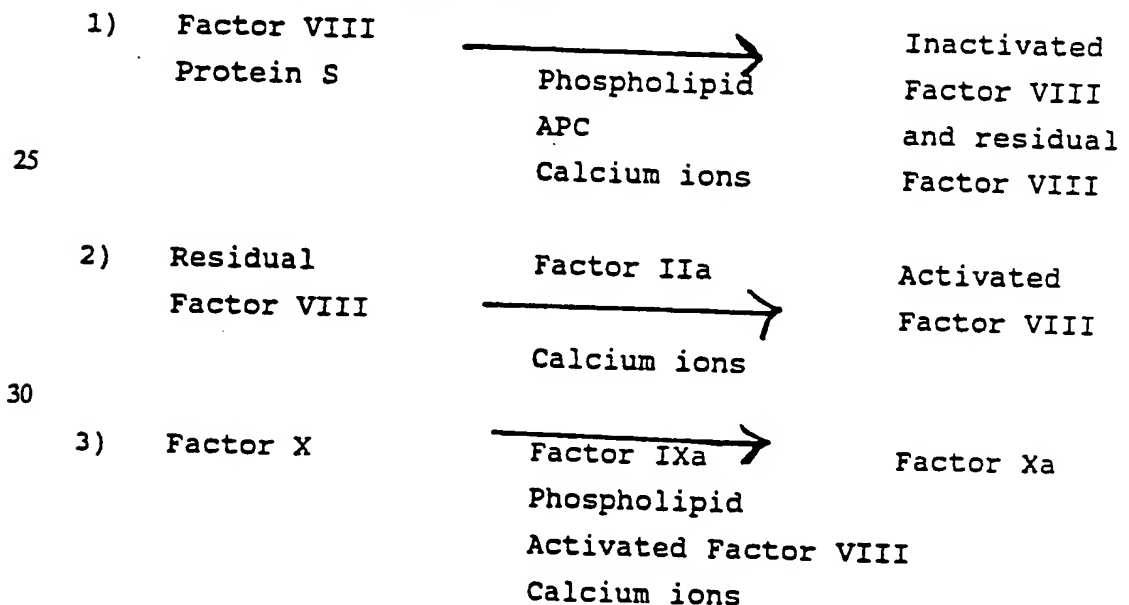 1) Factor VIII
Protein S
Phospholipid
APC
Calcium ions
Inactivated
Factor VIII
and residual
Factor VIII
25
2) Residual
Factor VIII
Factor IIa
Calcium ions
Activated
Factor VIII
30
3) Factor X
Factor IXa
Phospholipid
Activated Factor VIII
Calcium ions
Factor Xa